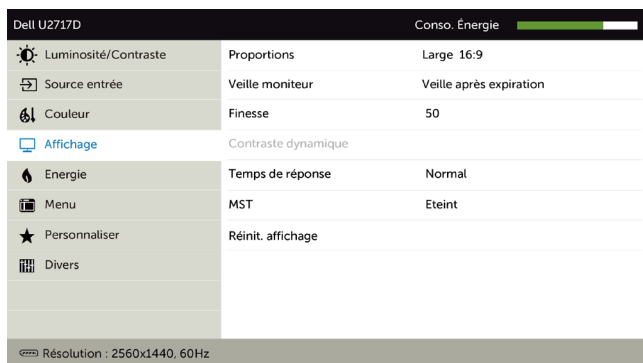 Dell U2717D Conso. Énergie
Luminosité/Contraste Proportions Large 16:9
Source entrée Veille moniteur Veille après expiration
Couleur Finesse 50
Affichage Contraste dynamique
Energie Temps de réponse Normal
Menu MST Eteint
Personnaliser Réinit. affichage
Divers
Résolution : 2560x1440, 60Hz